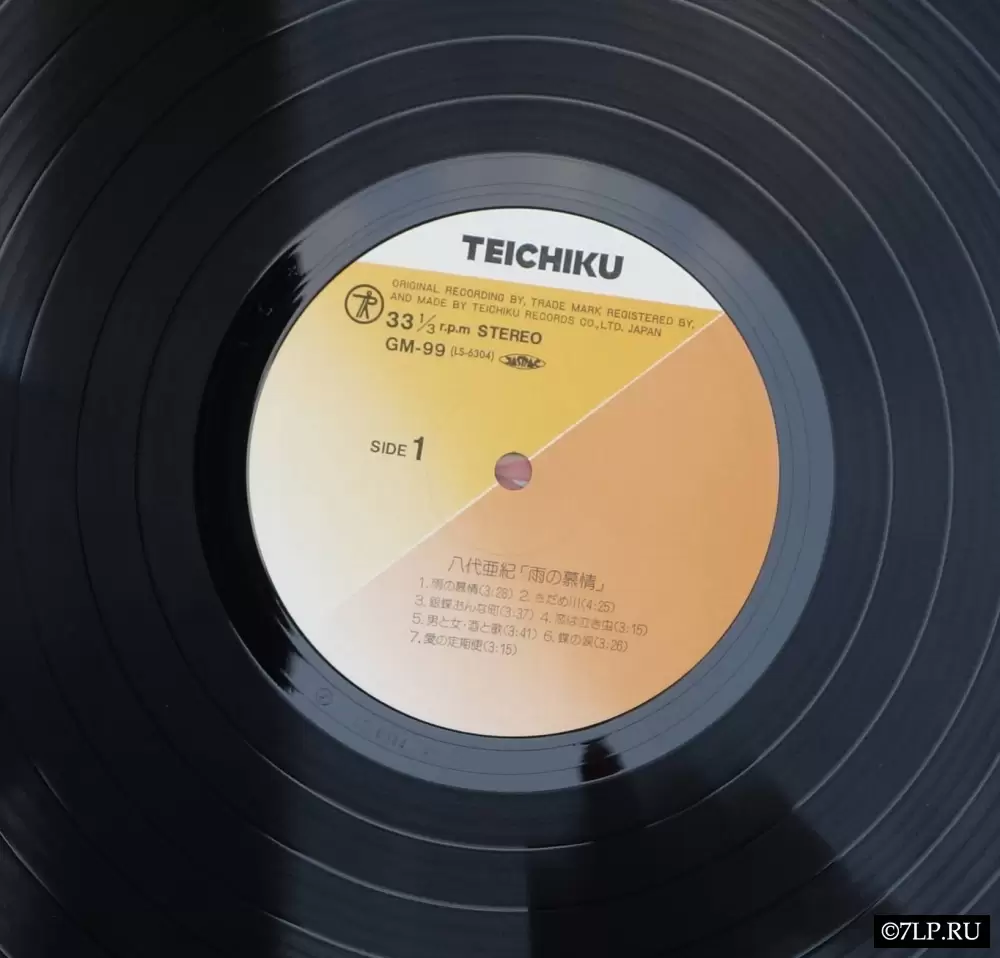 TEICHIKU
ORIGINAL RECORDING BY, TRADE MARK REGISTERED BY,
AND MADE BY TEICHIKU RECORDS CO.,LTD. JAPAN
33 1/3 r.p.m STEREO
GM-99 (LS-6304) JASRAC
SIDE 1
八代亜紀「雨の慕情」
1. 雨の慕情(3:28) 2. さだめ川(4:25)
3. 銀蝶おんな町(3:37) 4. 恋は泣き虫(3:15)
5. 男と女・酒と歌(3:41) 6. 蝶の涙(3:26)
7. 愛の定期便(3:15)
©7LP.RU